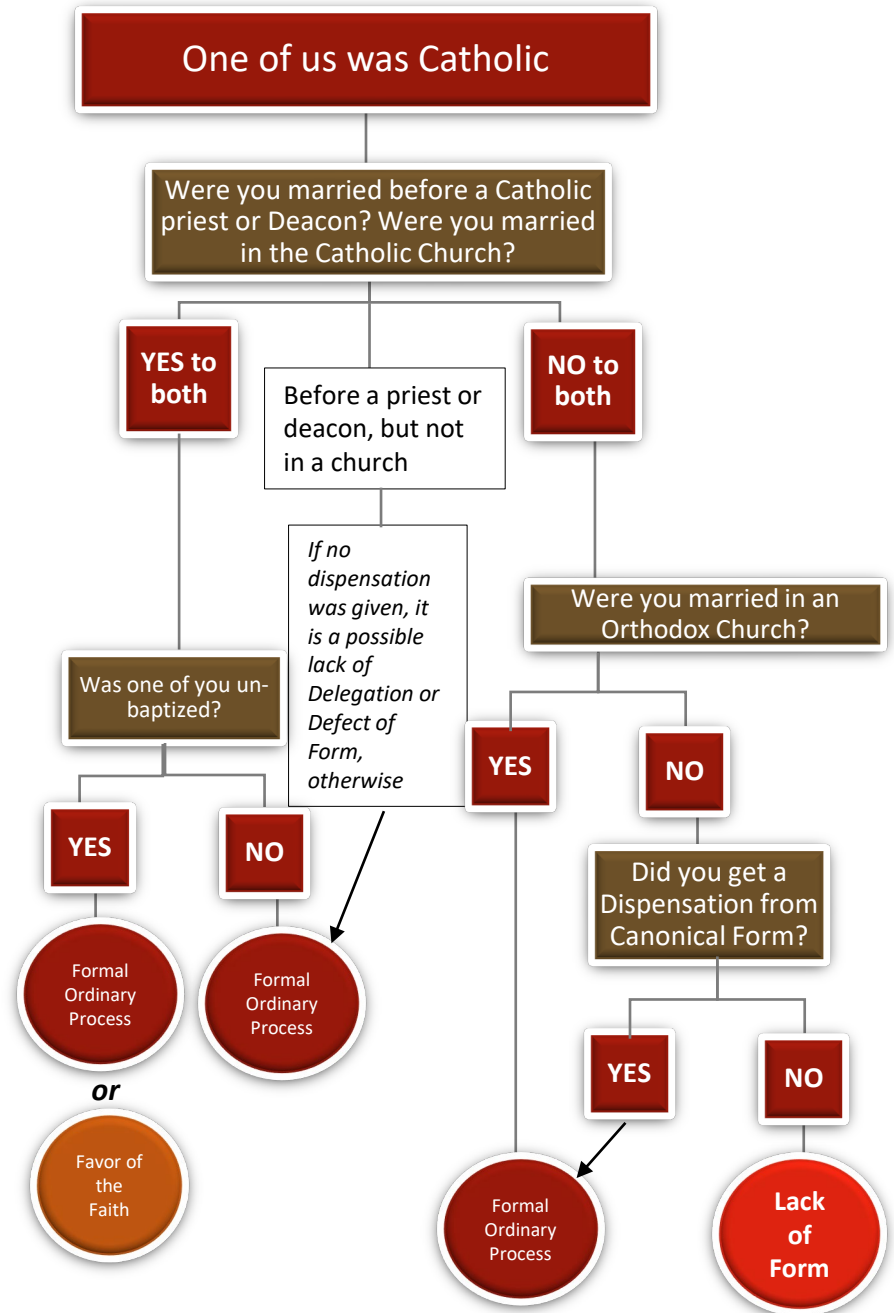 One of us was Catholic
Were you married before a Catholic
priest or Deacon? Were you married
in the Catholic Church?
YES to
both
Before a priest or
deacon, but not
in a church
NO to
both
If no
dispensation
was given, it
is a possible
lack of
Delegation or
Defect of
Form,
otherwise
Were you married in an
Orthodox Church?
Was one of you un-
baptized?
YES
NO
YES
NO
Did you get a
Dispensation from
Canonical Form?
Formal
Ordinary
Process
or
Favor of
the
Faith
Formal
Ordinary
Process
YES
NO
Formal
Ordinary
Process
Lack
of
Form